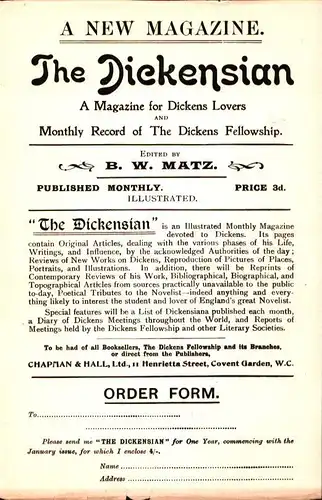 A NEW MAGAZINE.
The Dickensian
A Magazine for Dickens Lovers
AND
Monthly Record of The Dickens Fellowship.
EDITED BY
B. W. MATZ.
PUBLISHED MONTHLY. PRICE 3d.
ILLUSTRATED.
"The Dickensian" is an Illustrated Monthly Magazine
devoted to Dickens. Its pages
contain Original Articles, dealing with the various phases of his Life,
Writings, and Influence, by the acknowledged Authorities of the day;
Reviews of New Works on Dickens, Reproduction of Pictures of Places,
Portraits, and Illustrations. In addition, there will be Reprints of
Contemporary Reviews of his Work, Bibliographical, Biographical, and
Topographical Articles from sources practically unavailable to the public
to-day, Poetical Tributes to the Novelist—indeed anything and every-
thing likely to interest the student and lover of England's great Novelist.
Special features will be a List of Dickensiana published each month,
a Diary of Dickens Meetings throughout the World, and Reports of
Meetings held by the Dickens Fellowship and other Literary Societies.
To be had of all Booksellers, The Dickens Fellowship and its Branches,
or direct from the Publishers,
CHAPMAN & HALL, Ltd., 11 Henrietta Street, Covent Garden, W.C.
ORDER FORM.
To
Please send me "THE DICKENSIAN" for One Year, commencing with the
January issue, for which I enclose 4/-.
Name
Address